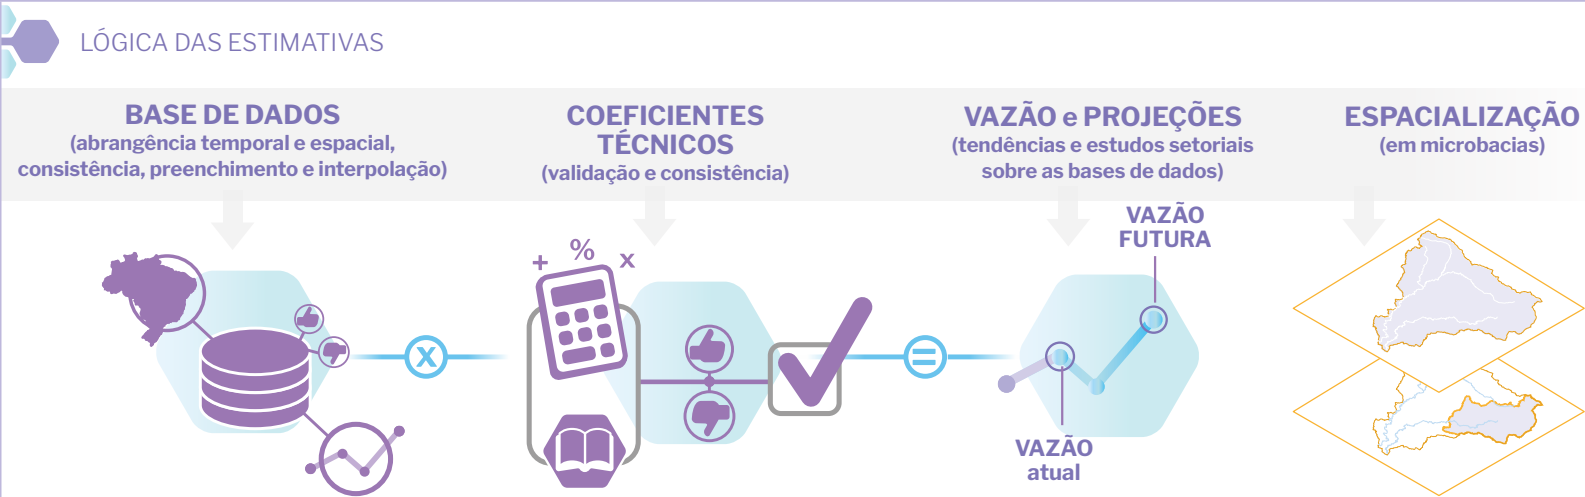 LÓGICA DAS ESTIMATIVAS
BASE DE DADOS
(abrangência temporal e espacial,
consistência, preenchimento e interpolação)
COEFICIENTES
TÉCNICOS
(validação e consistência)
VAZÃO e PROJEÇÕES
(tendências e estudos setoriais
sobre as bases de dados)
ESPACIALIZAÇÃO
(em microbacias)
+ % x
X
=
VAZÃO
FUTURA
VAZÃO
atual